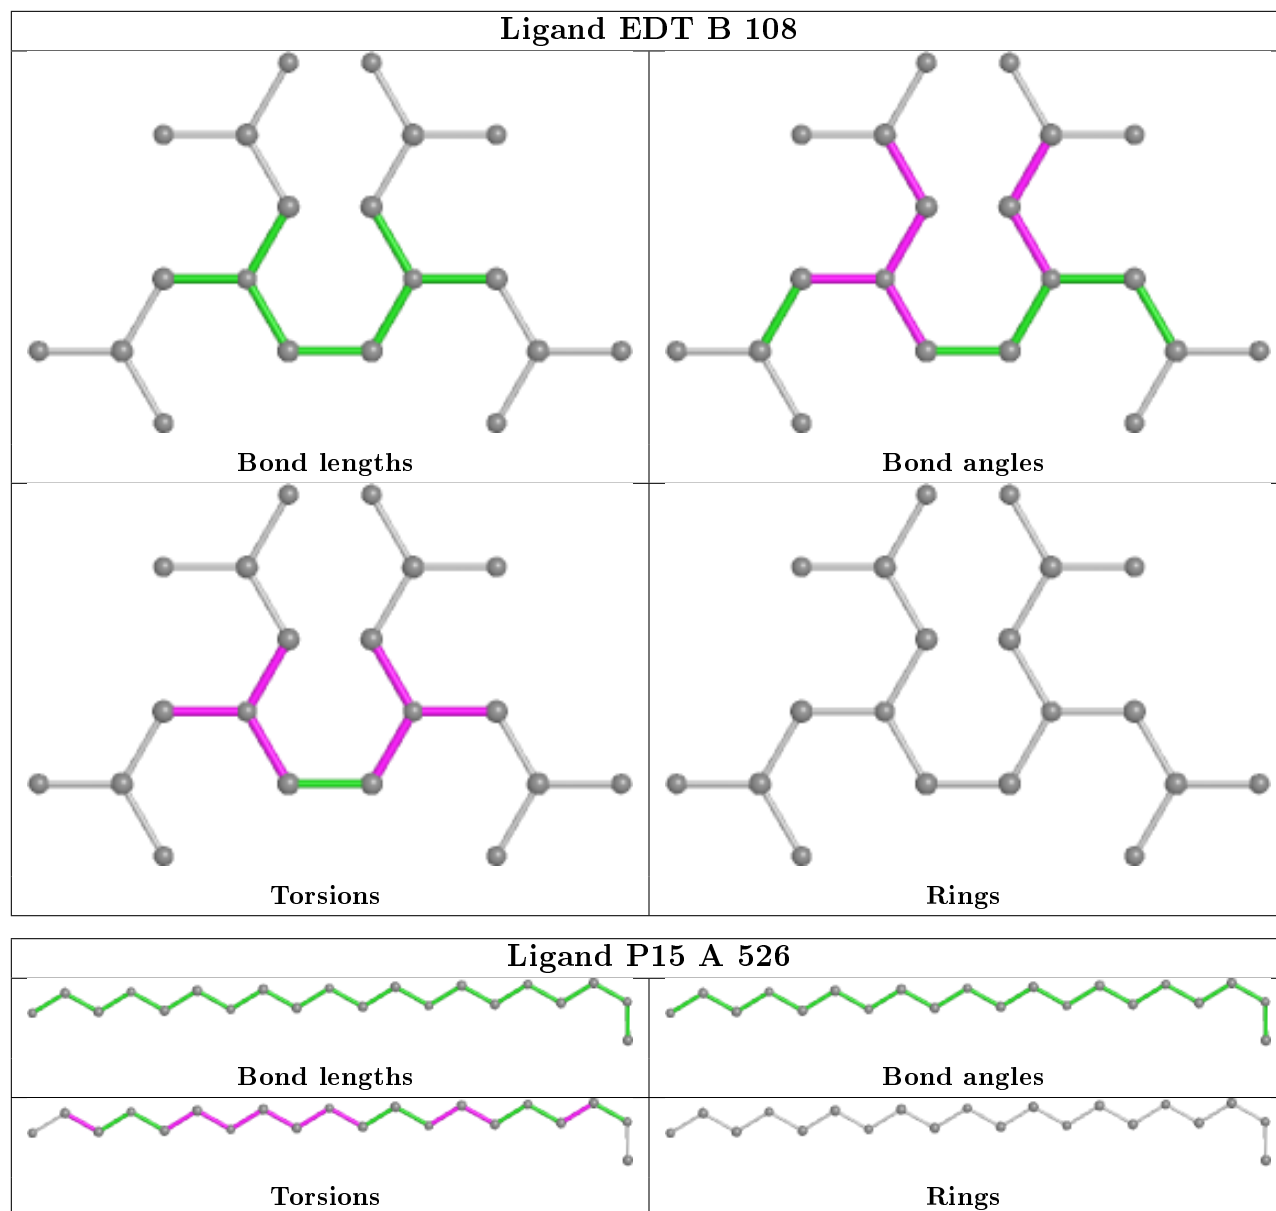 Ligand EDT B 108
Bond lengths
Bond angles
Torsions
Rings
Ligand P15 A 526
Bond lengths
Bond angles
Torsions
Rings